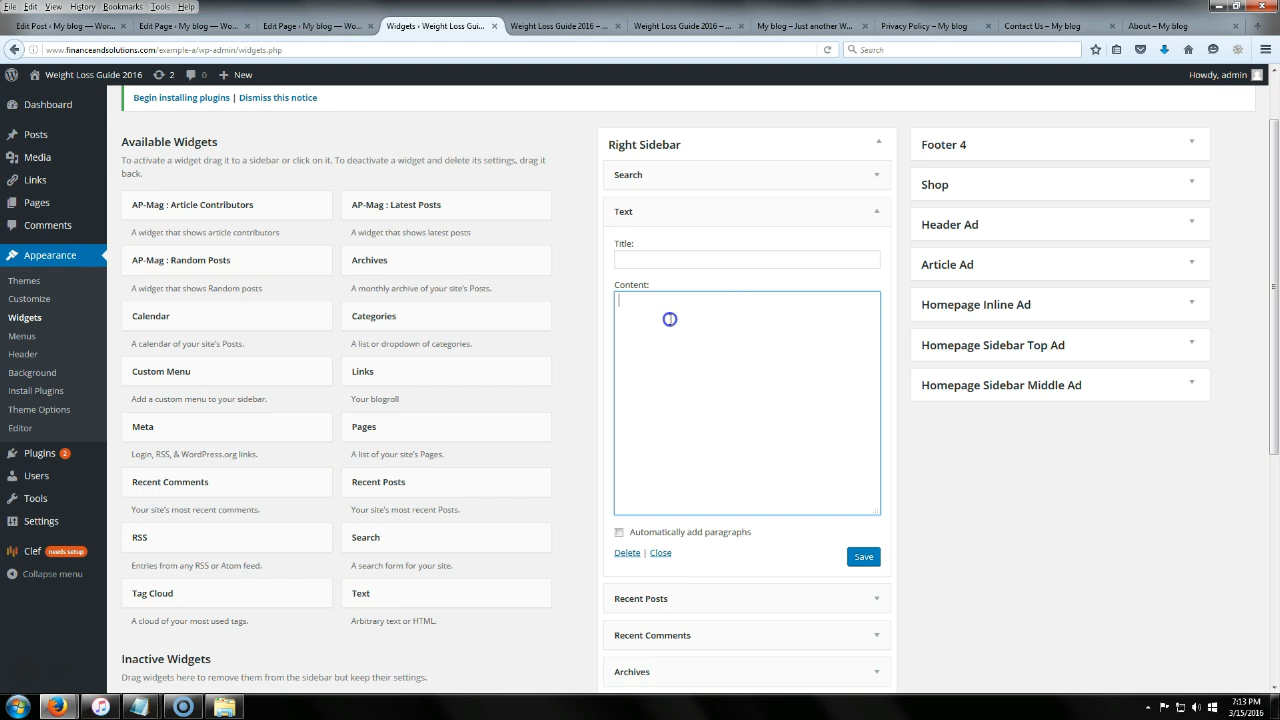 File Edit View History Bookmarks Tools Help
Edit Post ‹ My blog — Wo...
Edit Page ‹ My blog — Wo...
Edit Page ‹ My blog — Wo...
Widgets ‹ Weight Loss Gui...
Weight Loss Guide 2016 – ...
Weight Loss Guide 2016 – ...
My blog – Just another W...
Privacy Policy – My blog
Contact Us – My blog
About – My blog
www.financeandsolutions.com/example-a/wp-admin/widgets.php
Search
Weight Loss Guide 2016 2 0 New
Howdy, admin
Dashboard
Posts
Media
Links
Pages
Comments
Appearance
Themes
Customize
Widgets
Menus
Header
Background
Install Plugins
Theme Options
Editor
Plugins 2
Users
Tools
Settings
Clef needs setup
Collapse menu
Begin installing plugins | Dismiss this notice
Available Widgets
To activate a widget drag it to a sidebar or click on it. To deactivate a widget and delete its settings, drag it
back.
AP-Mag : Article Contributors
A widget that shows article contributors
AP-Mag : Latest Posts
A widget that shows latest posts
AP-Mag : Random Posts
A widget that shows Random posts
Archives
A monthly archive of your site's Posts.
Calendar
A calendar of your site's Posts.
Categories
A list or dropdown of categories.
Custom Menu
Add a custom menu to your sidebar.
Links
Your blogroll
Meta
Login, RSS, & WordPress.org links.
Pages
A list of your site's Pages.
Recent Comments
Your site's most recent comments.
Recent Posts
Your site's most recent Posts.
RSS
Entries from any RSS or Atom feed.
Search
A search form for your site.
Tag Cloud
A cloud of your most used tags.
Text
Arbitrary text or HTML.
Inactive Widgets
Drag widgets here to remove them from the sidebar but keep their settings.
Right Sidebar
Search
Text
Title:
Content:
Automatically add paragraphs
Delete | Close
Save
Recent Posts
Recent Comments
Archives
Footer 4
Shop
Header Ad
Article Ad
Homepage Inline Ad
Homepage Sidebar Top Ad
Homepage Sidebar Middle Ad
7:13 PM
3/15/2016